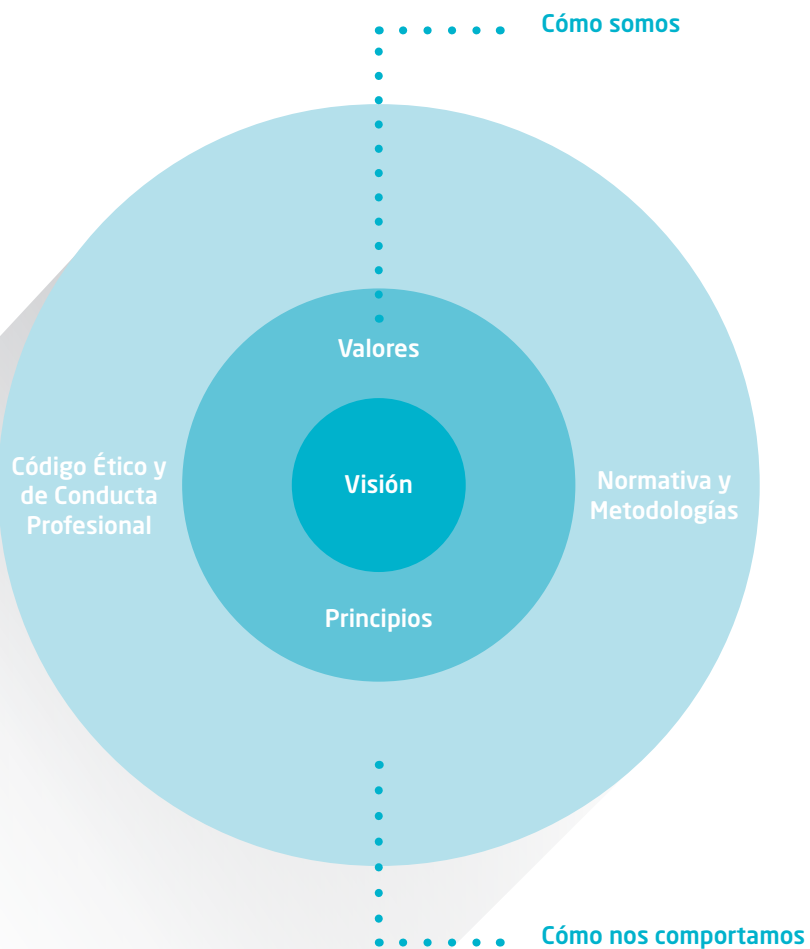 Cómo somos
Valores
Código Ético y
de Conducta
Profesional
Visión
Normativa y
Metodologías
Principios
Cómo nos comportamos